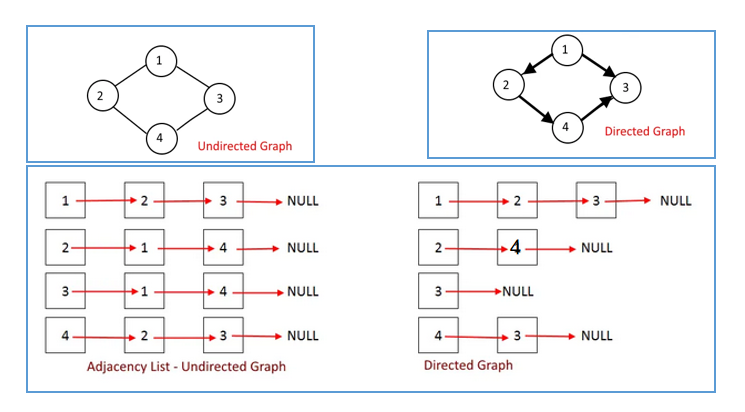 1
2
3
4
Undirected Graph
1
2
3
4
Directed Graph
1 2 3 NULL
2 1 4 NULL
3 1 4 NULL
4 2 3 NULL
Adjacency List - Undirected Graph
1 2 3 NULL
2 4 NULL
3 NULL
4 3 NULL
Directed Graph